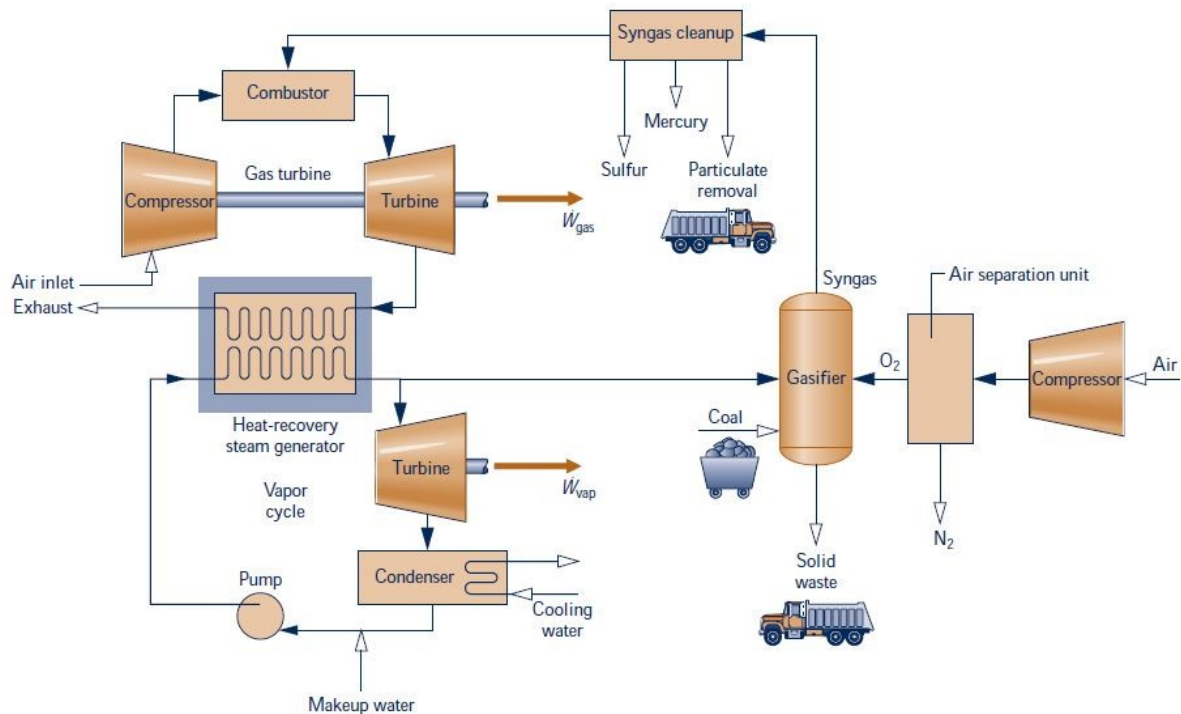 Syngas cleanup
Combustor
Mercury
Sulfur
Particulate
removal
Gas turbine
Compressor
Turbine
Ẇgas
Air inlet
Exhaust
Syngas
Air separation unit
O2
Gasifier
Compressor
Air
Coal
Heat-recovery
steam generator
Turbine
Ẇvap
Vapor
cycle
N2
Solid
waste
Condenser
Pump
Cooling
water
Makeup water